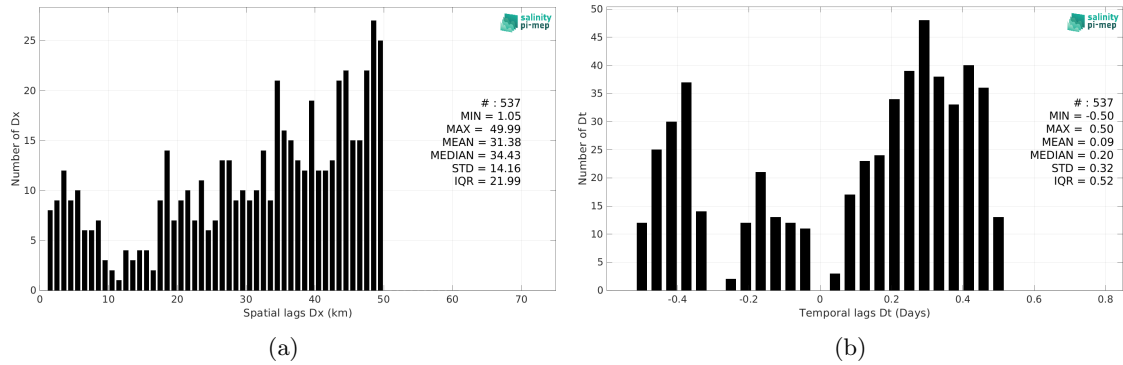 salinity
pi-mep
25
20
15
10
5
0
Number of Dx
# : 537
MIN = 1.05
MAX = 49.99
MEAN = 31.38
MEDIAN = 34.43
STD = 14.16
IQR = 21.99
0 10 20 30 40 50 60 70
Spatial lags Dx (km)
(a)
salinity
pi-mep
50
45
40
35
30
25
20
15
10
5
0
Number of Dt
# : 537
MIN = -0.50
MAX = 0.50
MEAN = 0.09
MEDIAN = 0.20
STD = 0.32
IQR = 0.52
-0.4 -0.2 0 0.2 0.4 0.6 0.8
Temporal lags Dt (Days)
(b)